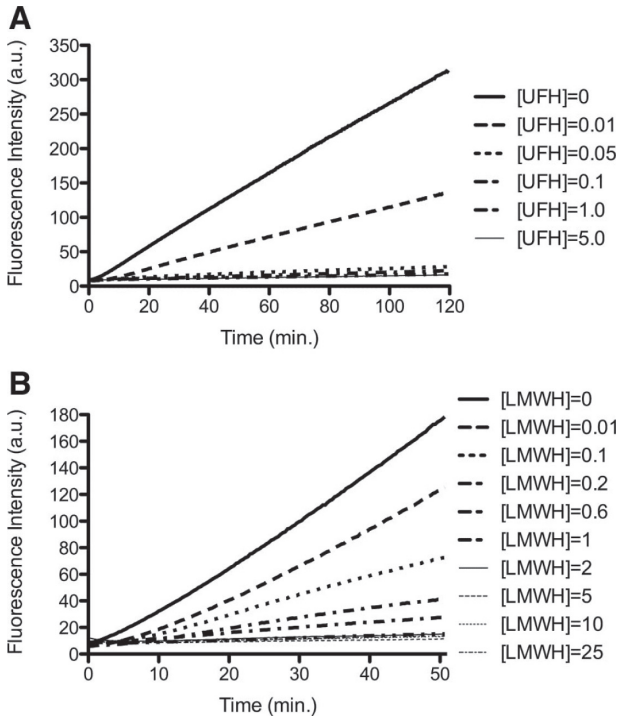 A
Fluorescence Intensity (a.u.)
350
300
250
200
150
100
50
0
0 20 40 60 80 100 120
Time (min.)
[UFH]=0
[UFH]=0.01
[UFH]=0.05
[UFH]=0.1
[UFH]=1.0
[UFH]=5.0
B
Fluorescence Intensity (a.u.)
180
160
140
120
100
80
60
40
20
0
0 10 20 30 40 50
Time (min.)
[LMWH]=0
[LMWH]=0.01
[LMWH]=0.1
[LMWH]=0.2
[LMWH]=0.6
[LMWH]=1
[LMWH]=2
[LMWH]=5
[LMWH]=10
[LMWH]=25